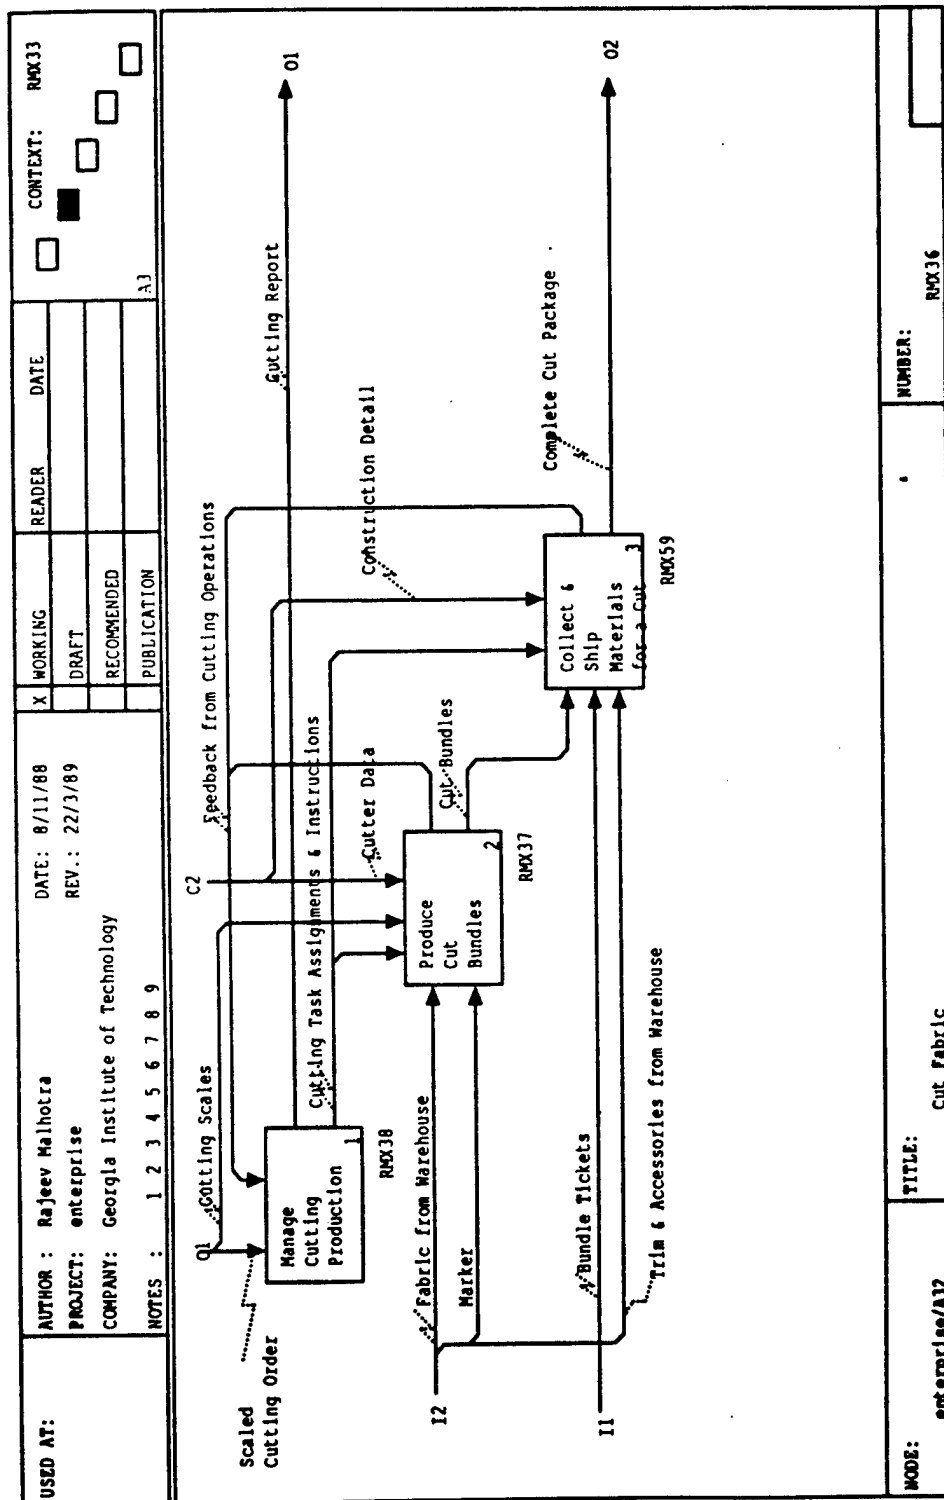 USED AT:
AUTHOR : Rajeev Malhotra
DATE: 8/11/88
PROJECT: enterprise
REV.: 22/3/89
COMPANY: Georgia Institute of Technology
NOTES : 1 2 3 4 5 6 7 8 9
X WORKING
DRAFT
RECOMMENDED
PUBLICATION
READER DATE
CONTEXT: RMX33
A3
Cutting Scales
Feedback from Cutting Operations
C2
Scaled
Cutting Order
Manage
Cutting
Production
1
RMX38
Cutting Report
O1
Cutting Task Assignments & Instructions
Construction Detail
Cutter Data
I2
Fabric from Warehouse
Marker
Produce
Cut
Bundles
2
RMX37
Cut Bundles
Complete Cut Package
Collect &
Ship
Materials
for a Cut
3
RMX59
O2
I1
Bundle Tickets
Trim & Accessories from Warehouse
NODE:
enterprise/A32
TITLE:
Cut Fabric
NUMBER:
RMX36